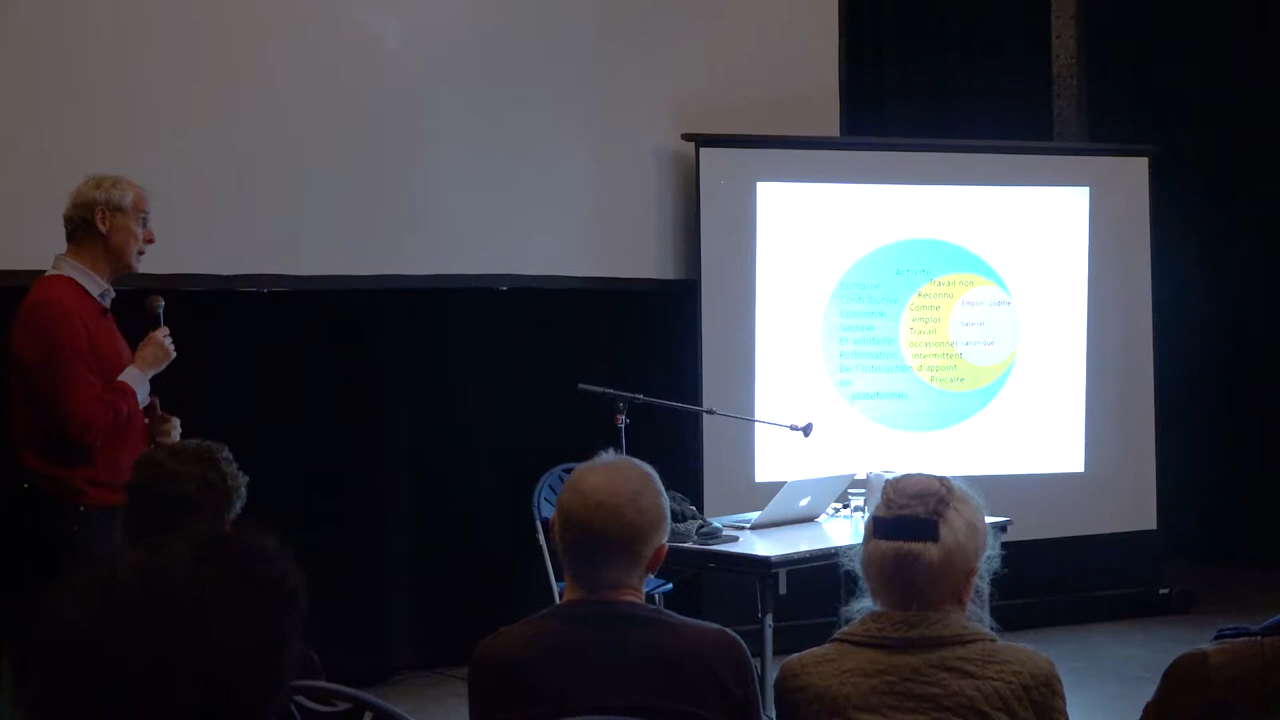 Activité
humaine
Contributive
Economie
Sociale
Et solidaire
Pollinisation
De l'interaction
en
plateformes
Travail non
Reconnu
Comme
emploi
Travail
occasionnel
intermittent
d'appoint
Précaire
Emploi codifié
Salariat
canonique